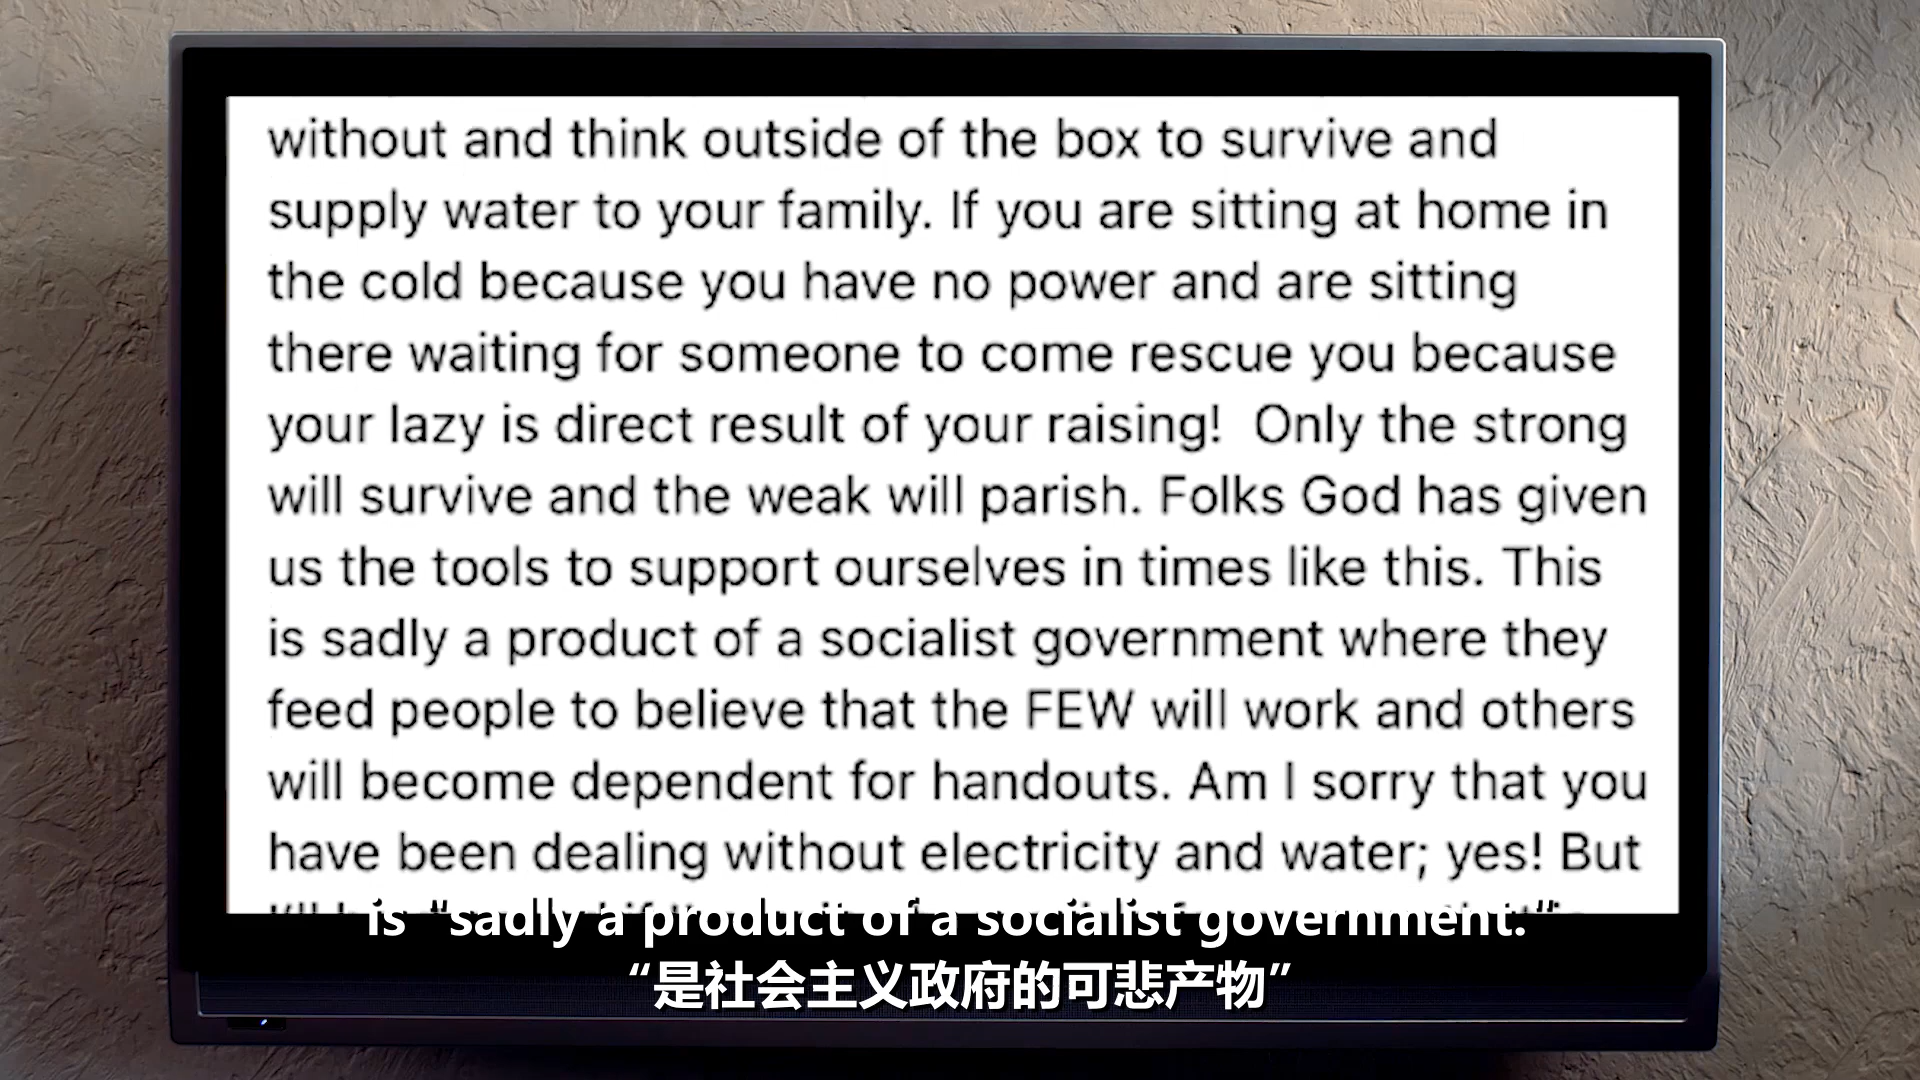 without and think outside of the box to survive and
supply water to your family. If you are sitting at home in
the cold because you have no power and are sitting
there waiting for someone to come rescue you because
your lazy is direct result of your raising!  Only the strong
will survive and the weak will parish. Folks God has given
us the tools to support ourselves in times like this. This
is sadly a product of a socialist government where they
feed people to believe that the FEW will work and others
will become dependent for handouts. Am I sorry that you
have been dealing without electricity and water; yes! But
is “sadly a product of a socialist government.”
“是社会主义政府的可悲产物”